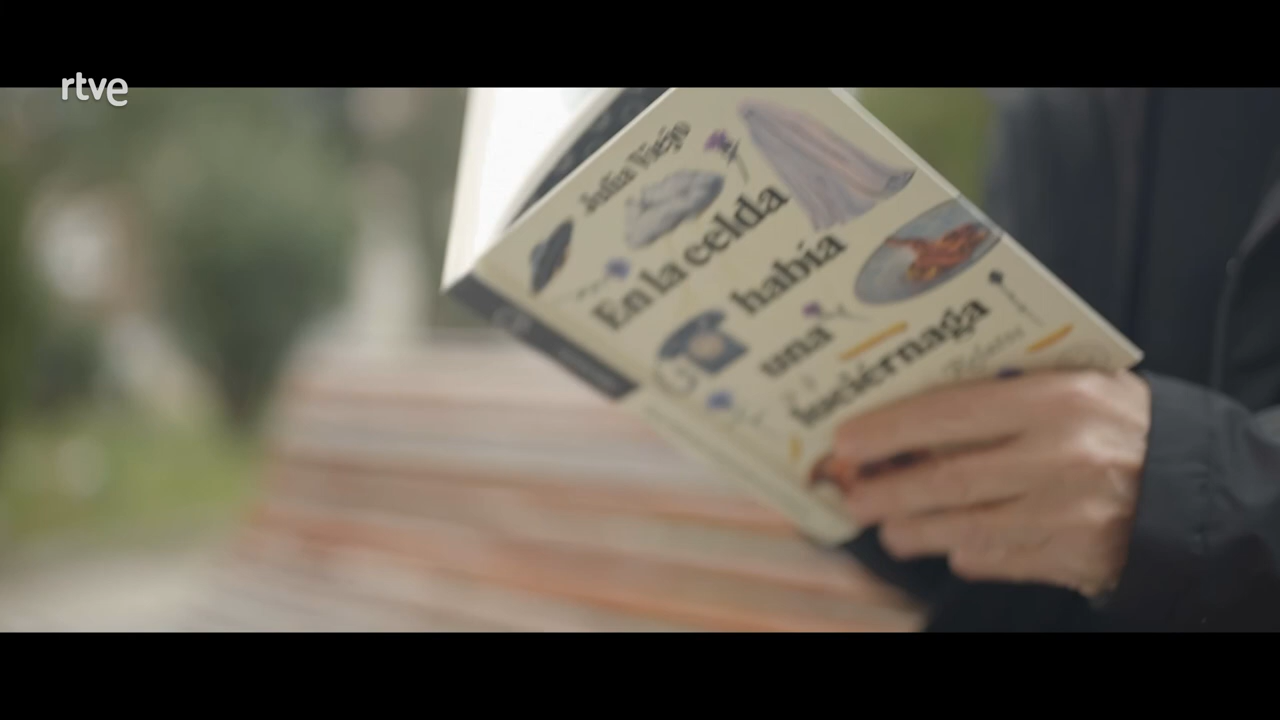 rtve
Julia Viejo
En la celda
había
una
luciérnaga